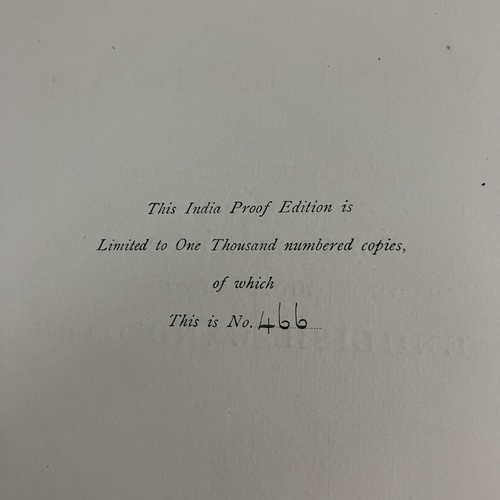 This India Proof Edition is
Limited to One Thousand numbered copies,
of which
This is No. 466